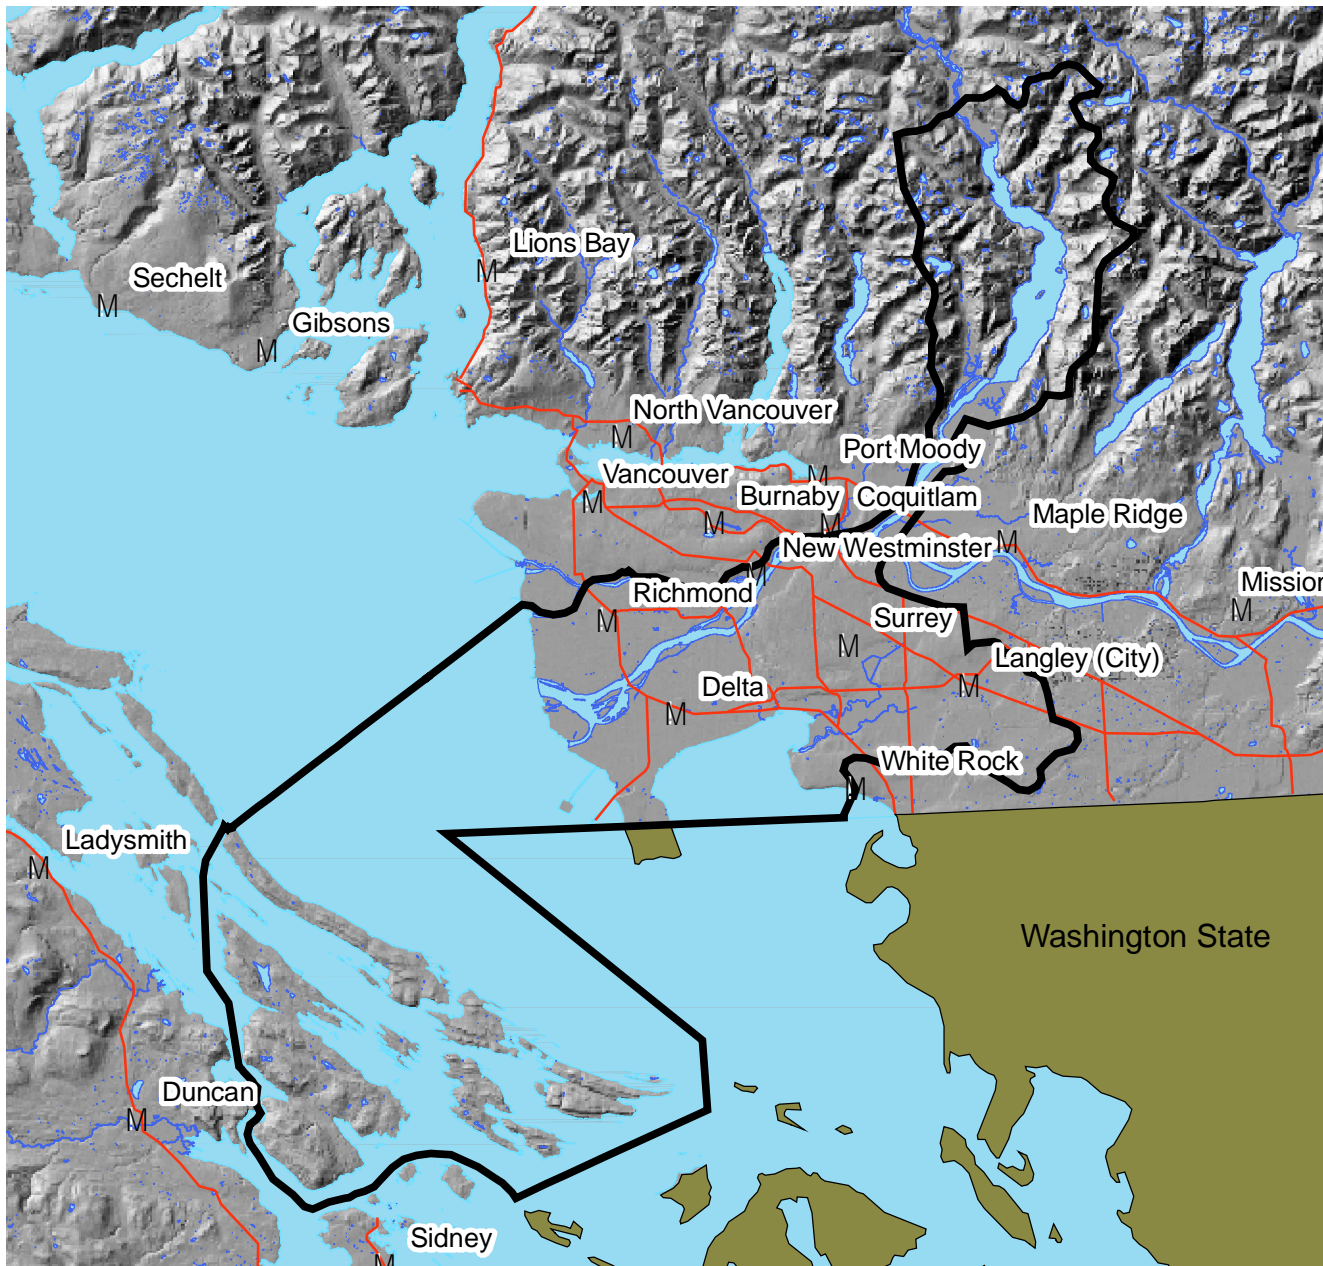 Lions Bay
Sechelt
M
M
Gibsons
M
North Vancouver
M
Port Moody
Vancouver
M
Burnaby
Coquitlam
M
M
M
Maple Ridge
New Westminster
M
M
Richmond
Mission
M
M
Surrey
M
Langley (City)
Delta
M
M
White Rock
M
Ladysmith
M
Washington State
Duncan
M
Sidney
M